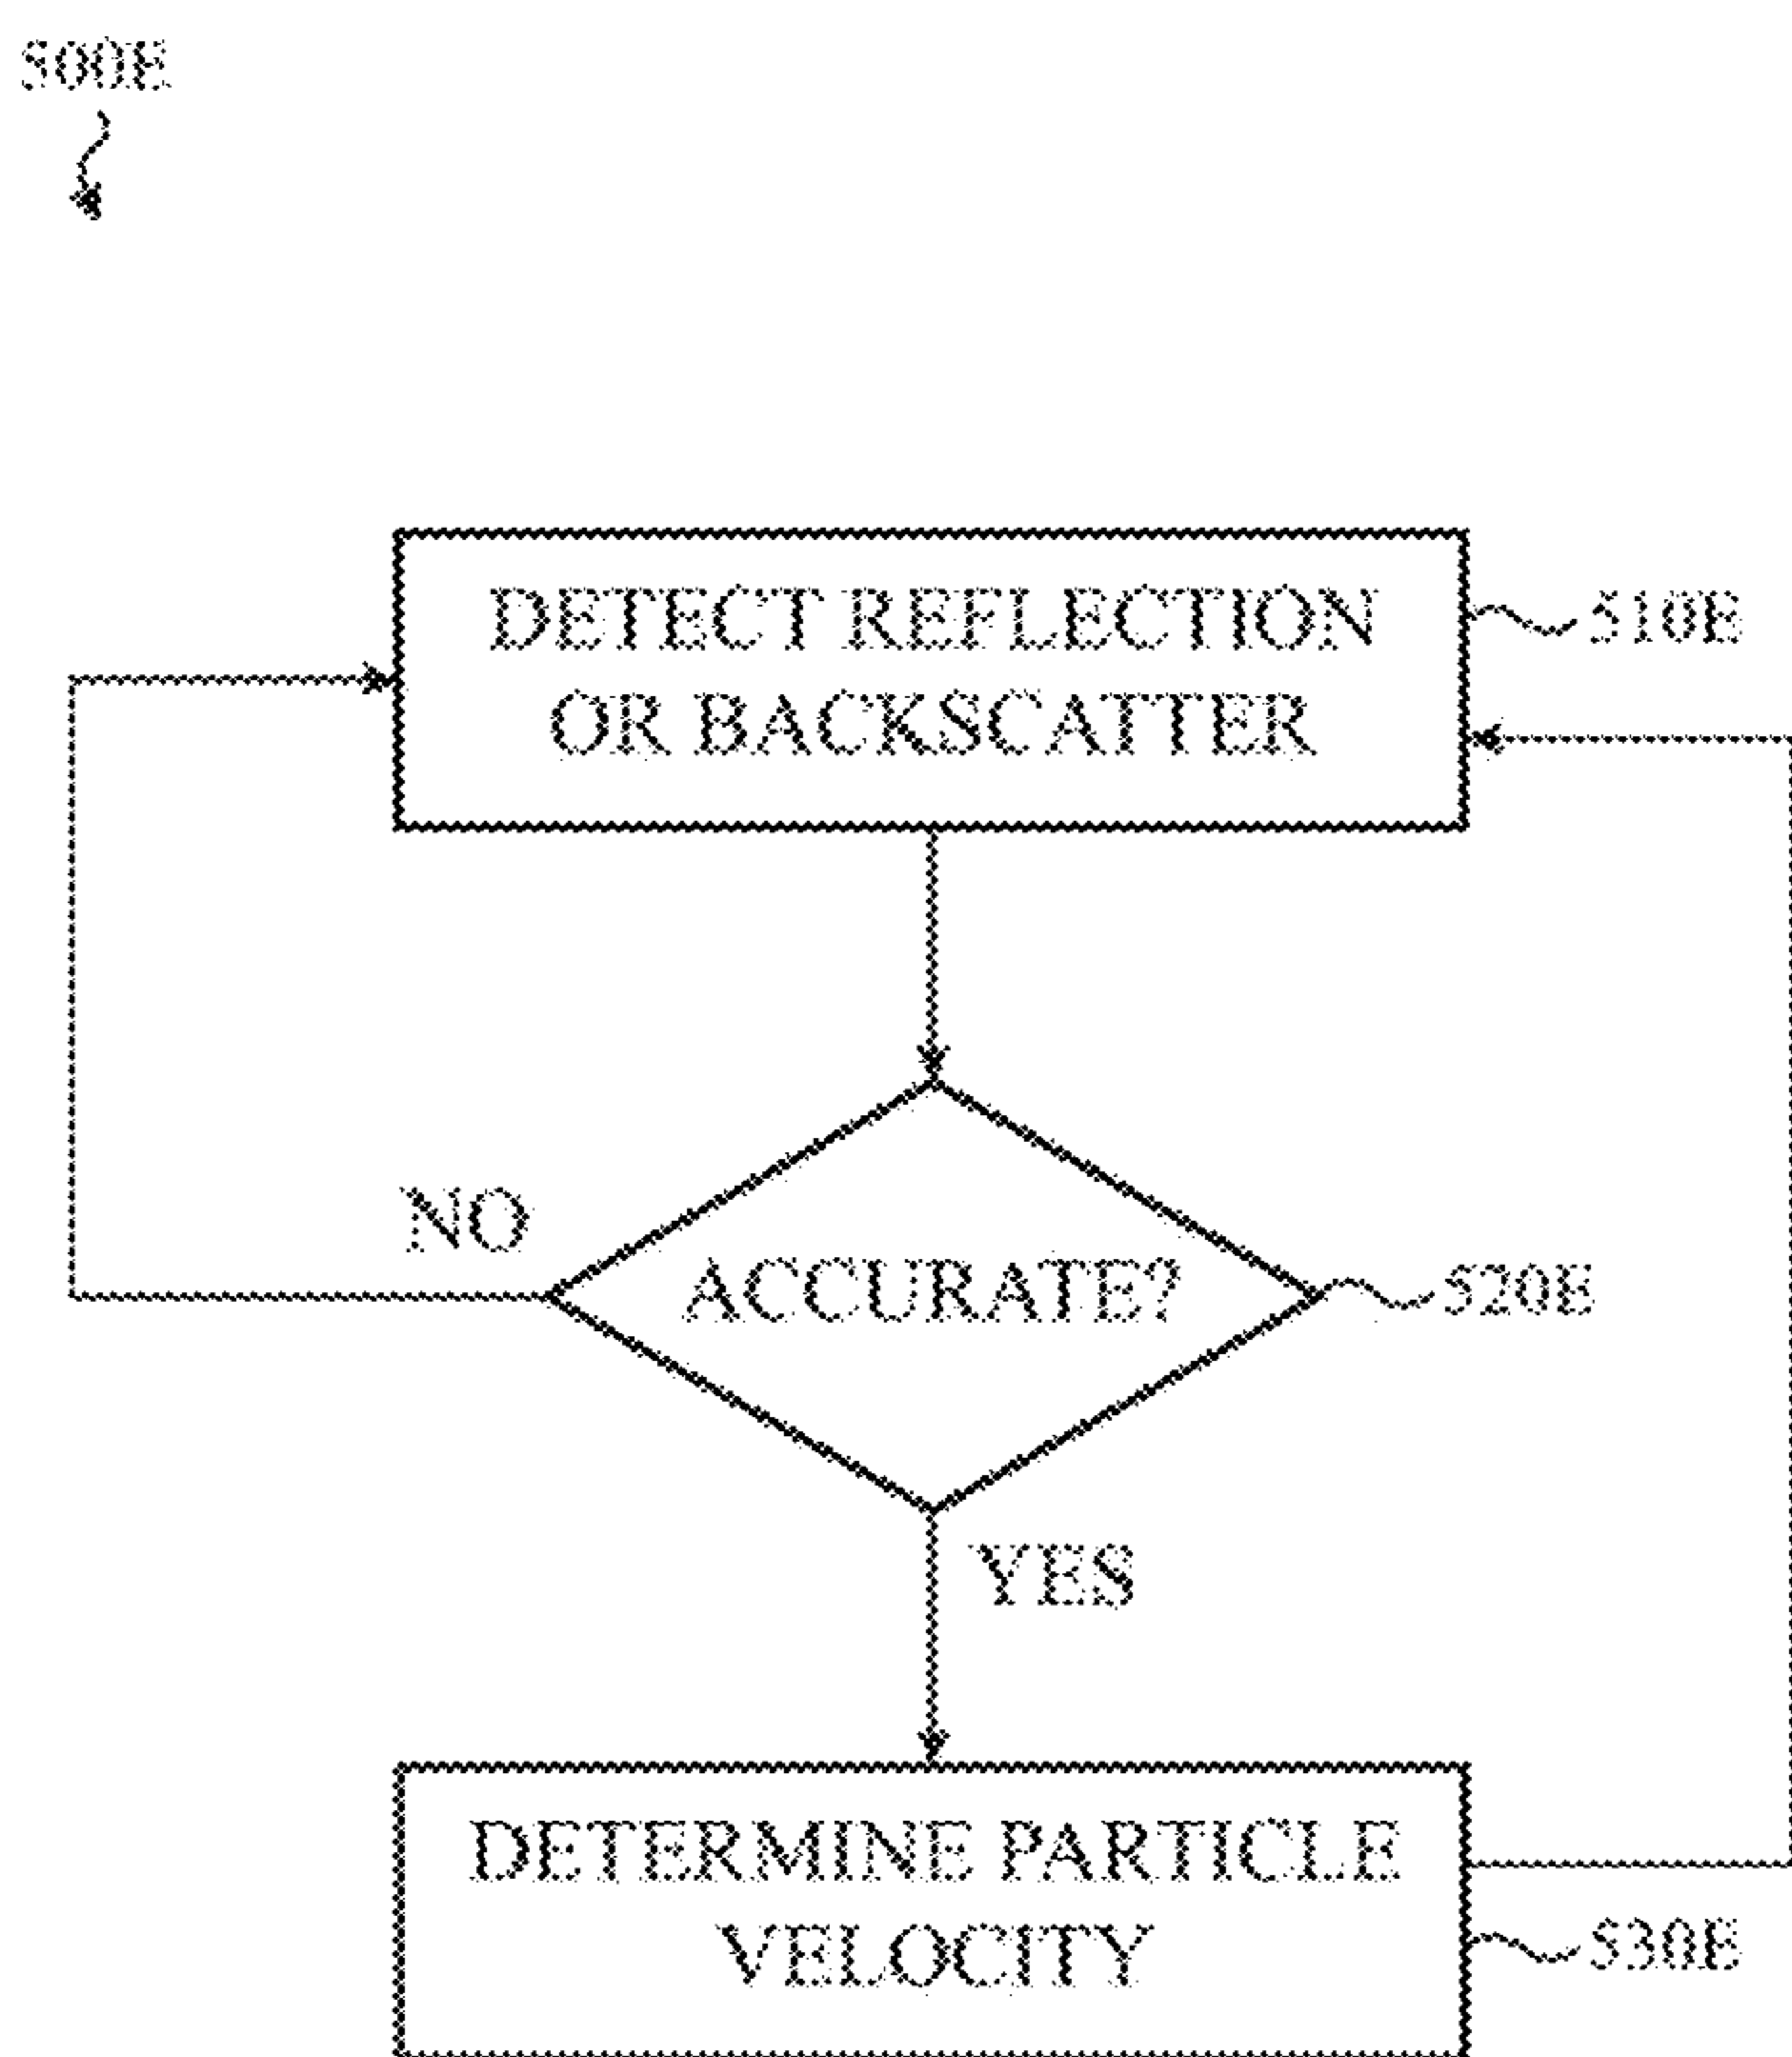 500E
DETECT REFLECTION
OR BACKSCATTER
510E
NO
ACCURATE?
520E
YES
DETERMINE PARTICLE
VELOCITY
530E